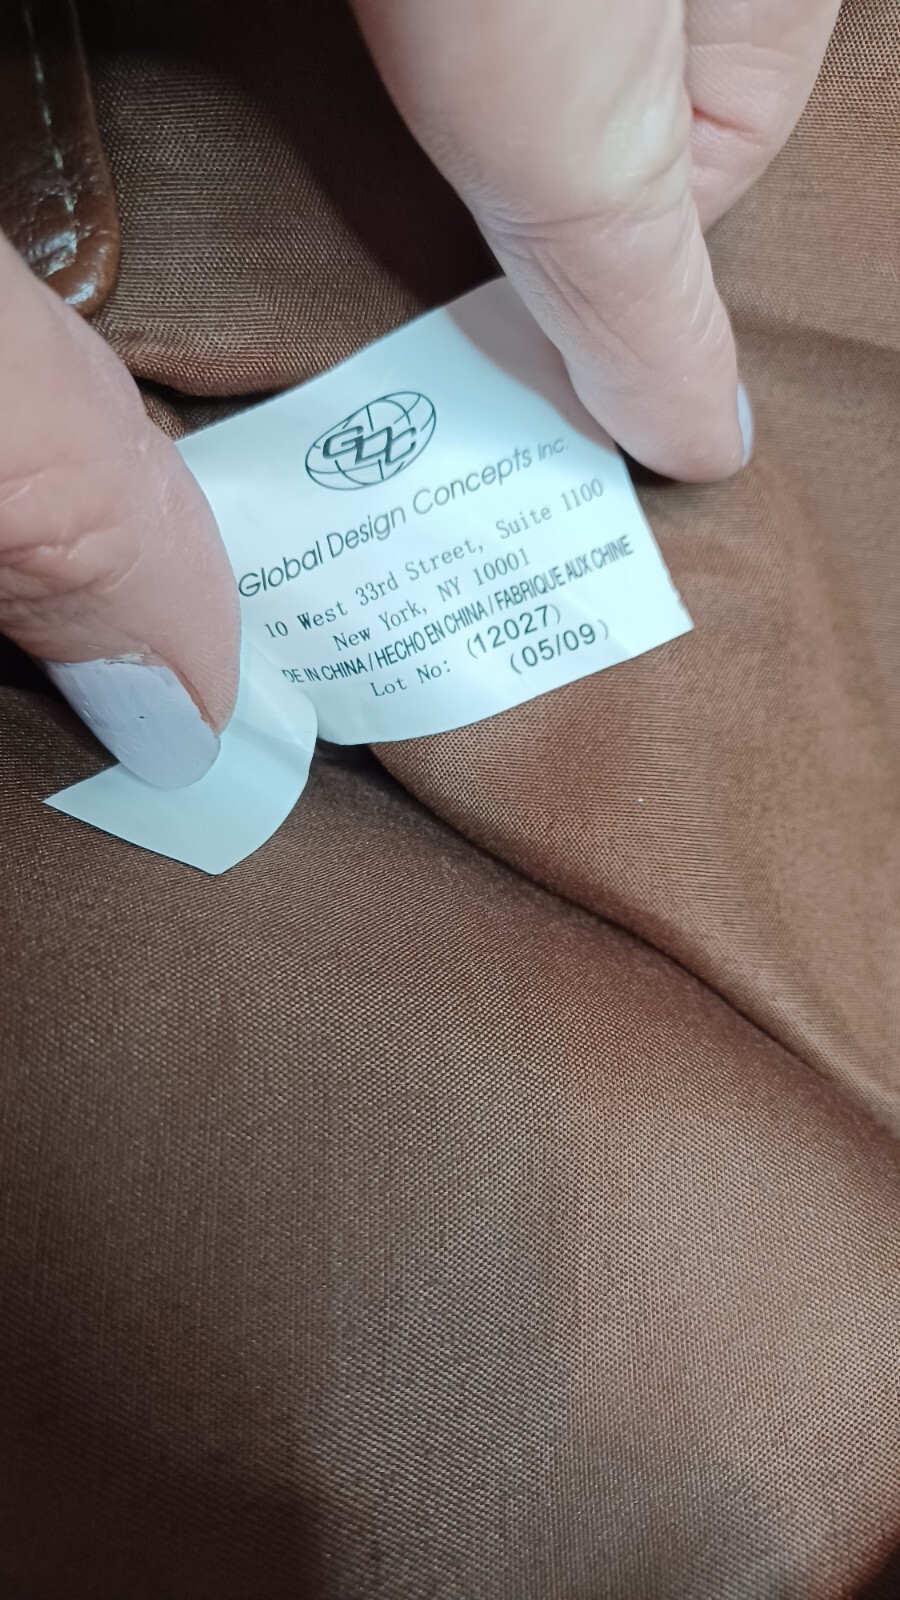 GDC
Global Design Concepts Inc.
10 West 33rd Street, Suite 1100
New York, NY 10001
DE IN CHINA / HECHO EN CHINA / FABRIQUE AUX CHINE
Lot No: (12027)
(05/09)